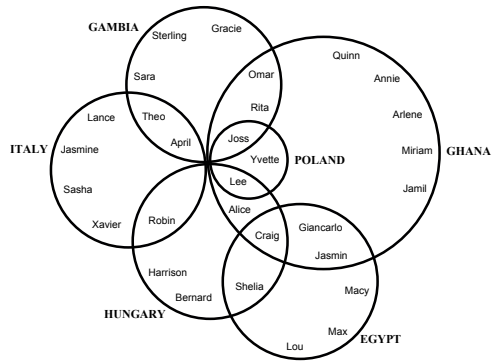 GAMBIA
Sterling
Gracie
Quinn
Omar
Annie
Sara
Rita
Lance
Theo
Arlene
Joss
April
ITALY
Jasmine
Yvette
POLAND
Miriam
GHANA
Lee
Sasha
Jamil
Alice
Xavier
Robin
Giancarlo
Craig
Jasmin
Harrison
Shelia
Macy
Bernard
HUNGARY
Max
EGYPT
Lou